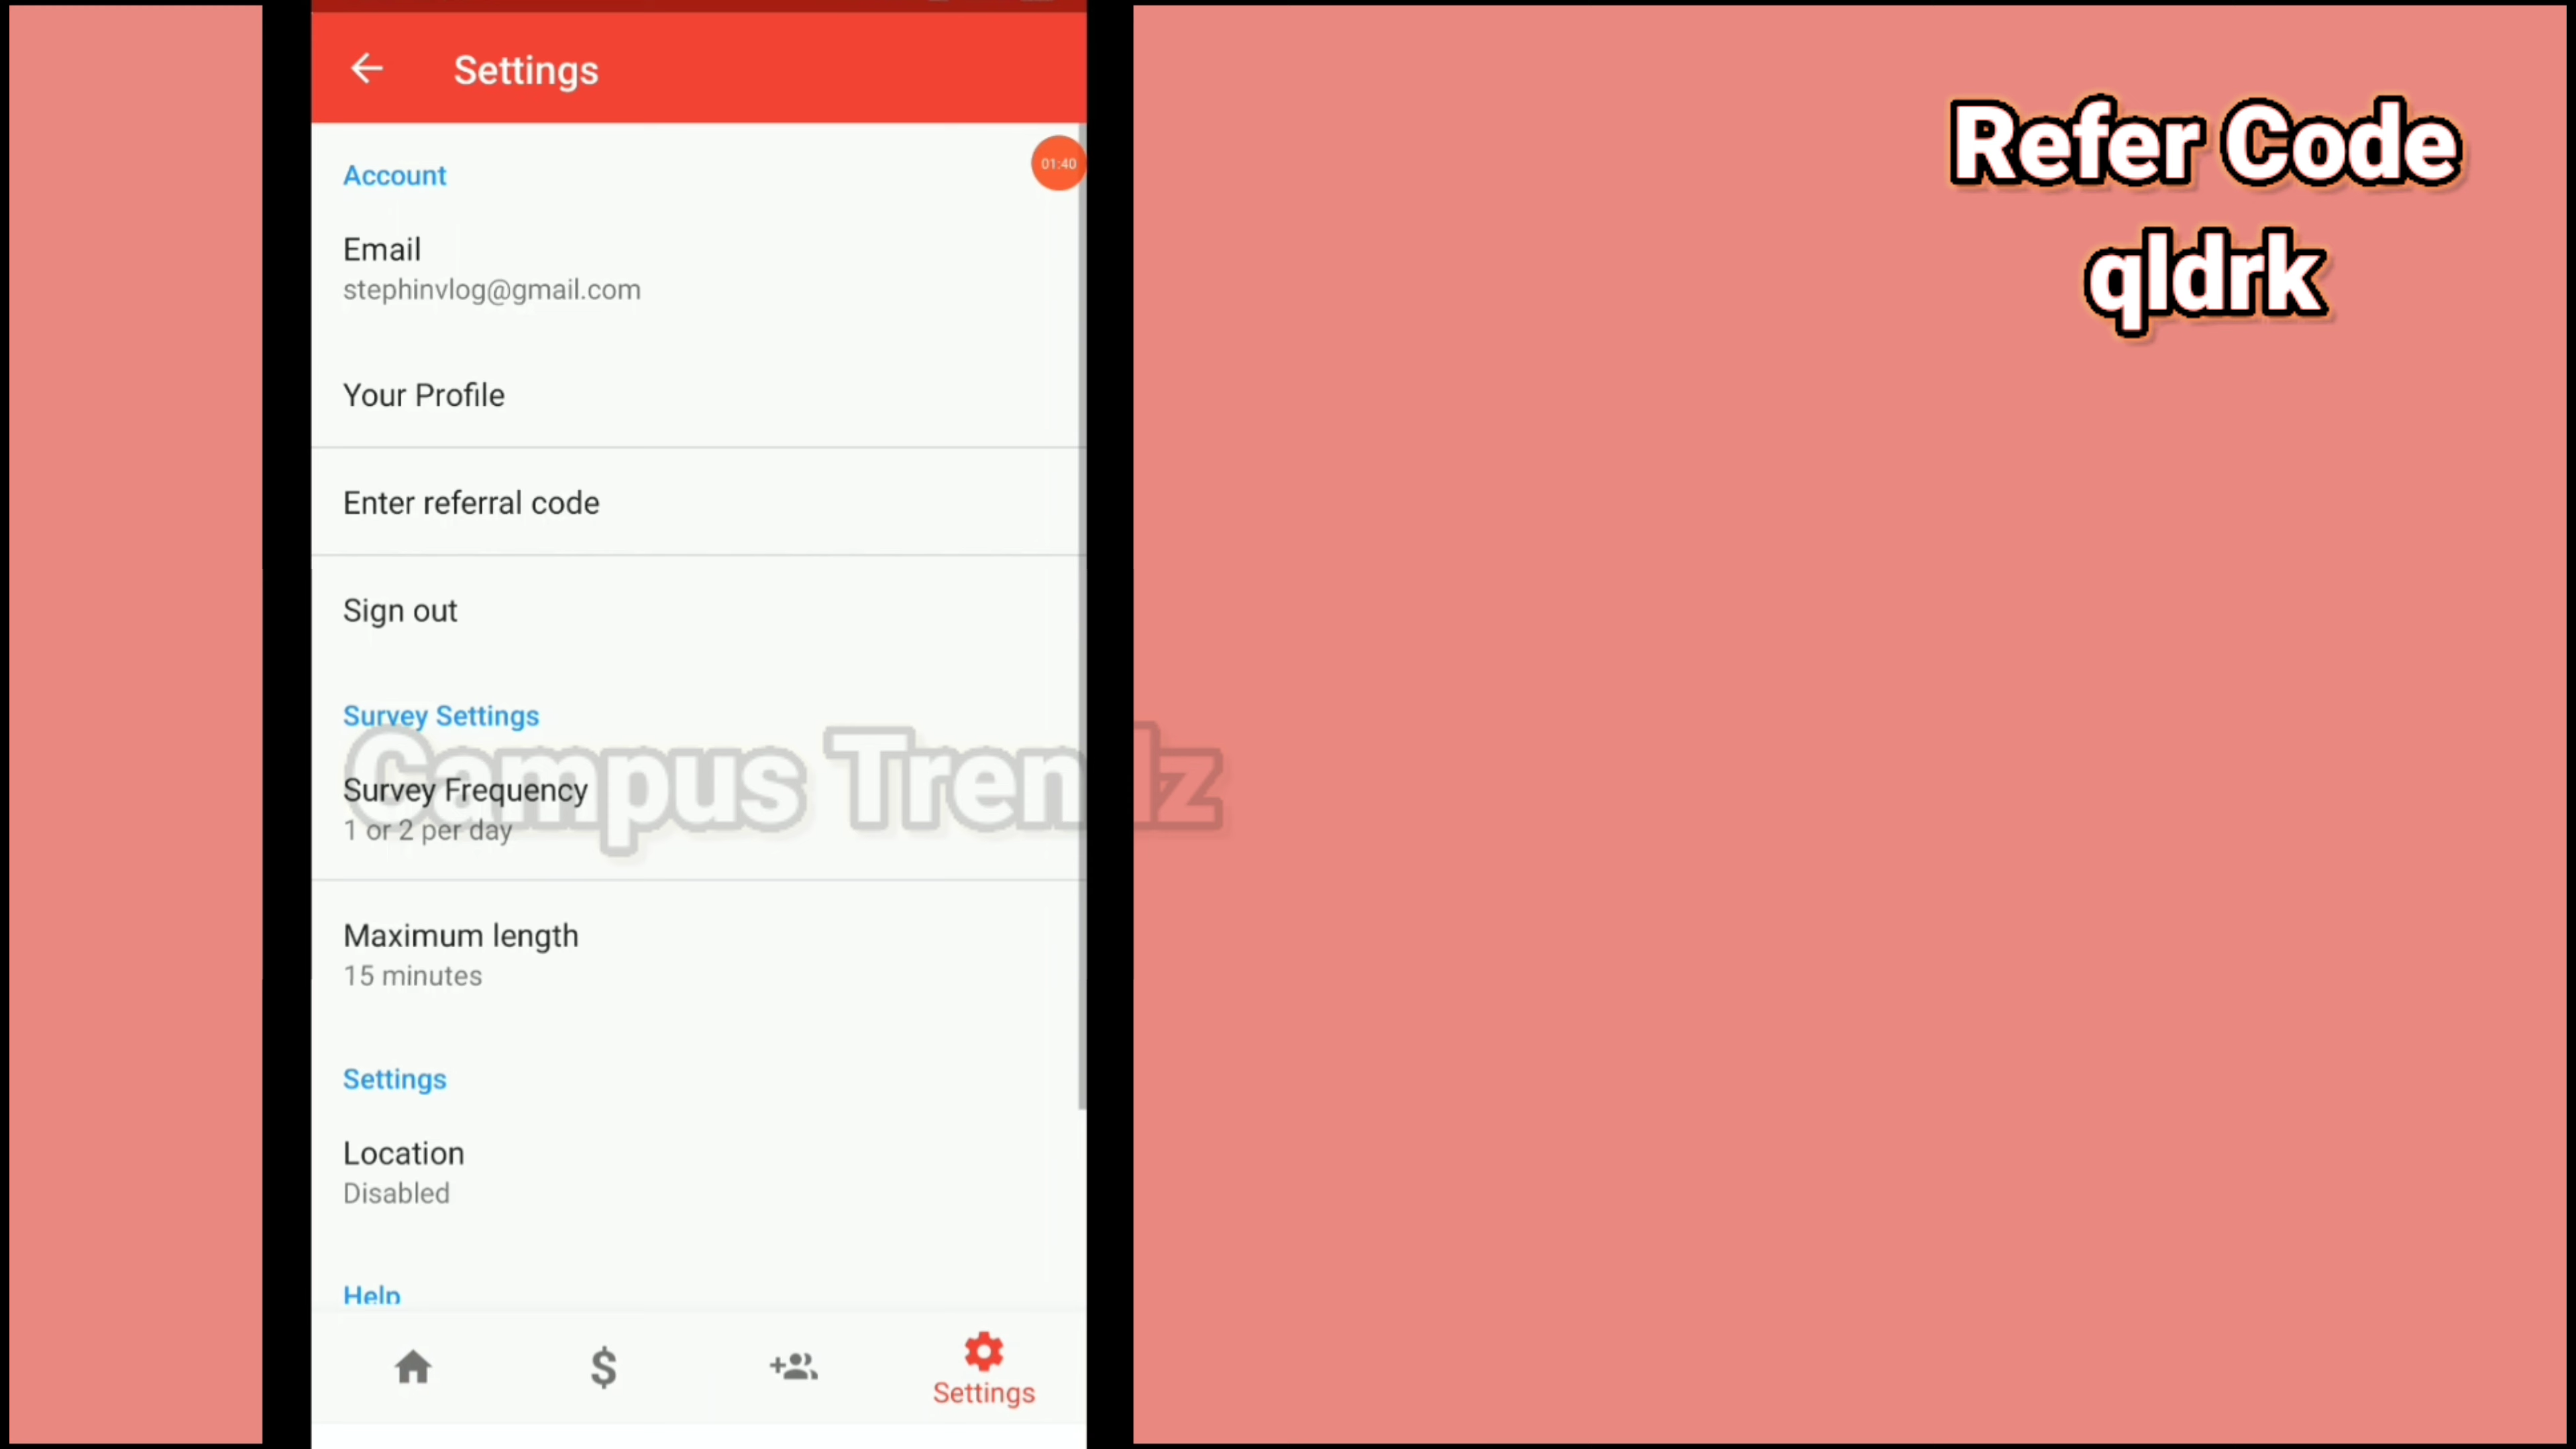 Settings
01:40
Account
Email
stephinvlog@gmail.com
Your Profile
Enter referral code
Sign out
Survey Settings
Survey Frequency
1 or 2 per day
Maximum length
15 minutes
Settings
Location
Disabled
Help
$
Settings
Refer Code
qldrk
Campus Trendz